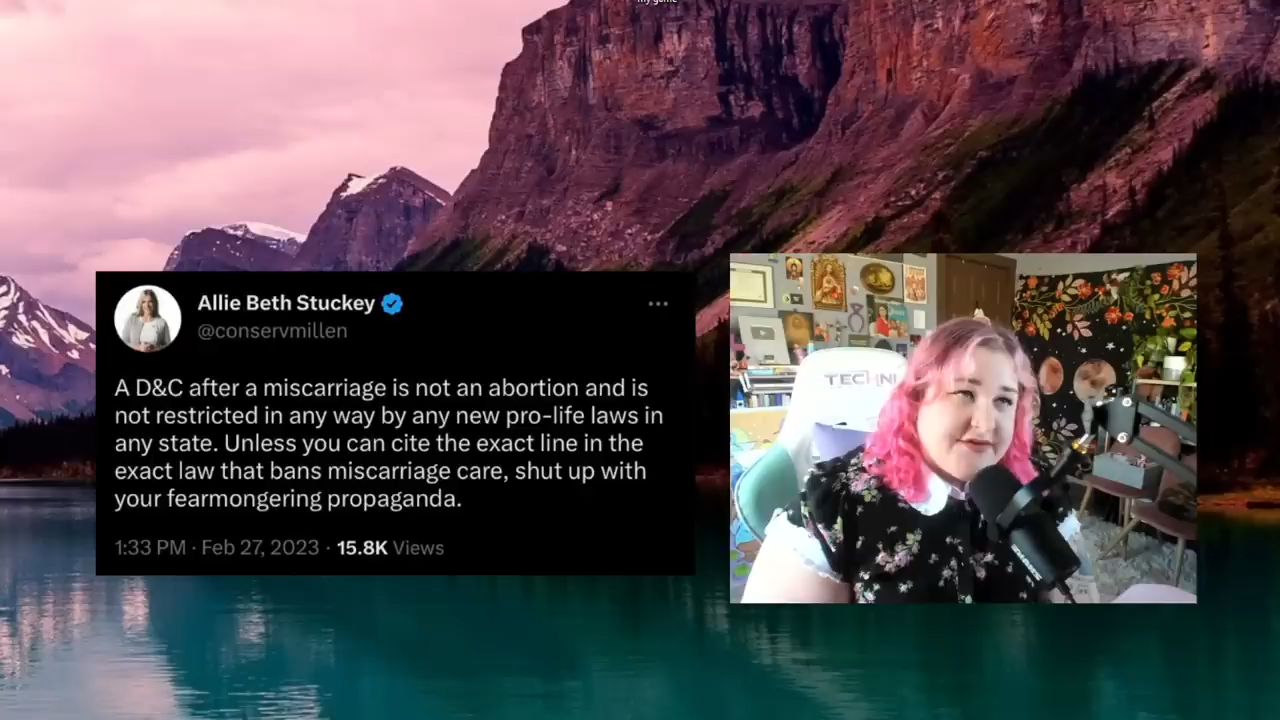 my game
Allie Beth Stuckey
@conservmillen
A D&C after a miscarriage is not an abortion and is
not restricted in any way by any new pro-life laws in
any state. Unless you can cite the exact line in the
exact law that bans miscarriage care, shut up with
your fearmongering propaganda.
1:33 PM · Feb 27, 2023 · 15.8K Views
TECHNI
SHURE